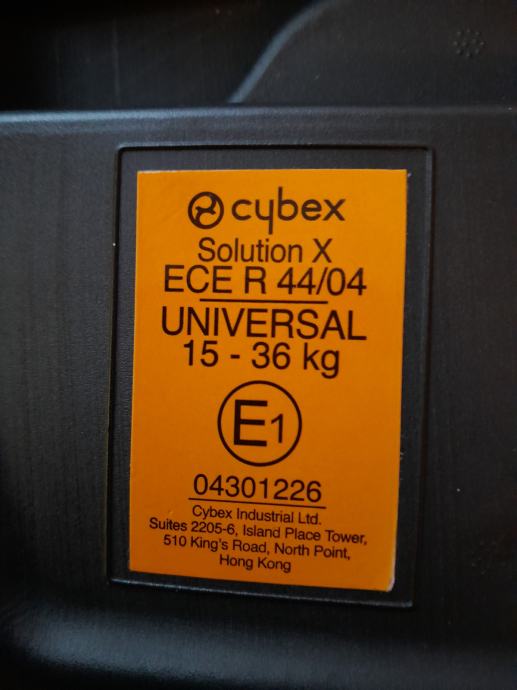 cybex
Solution X
ECE R 44/04
UNIVERSAL
15 - 36 kg
E1
04301226
Cybex Industrial Ltd.
Suites 2205-6, Island Place Tower,
510 King's Road, North Point,
Hong Kong